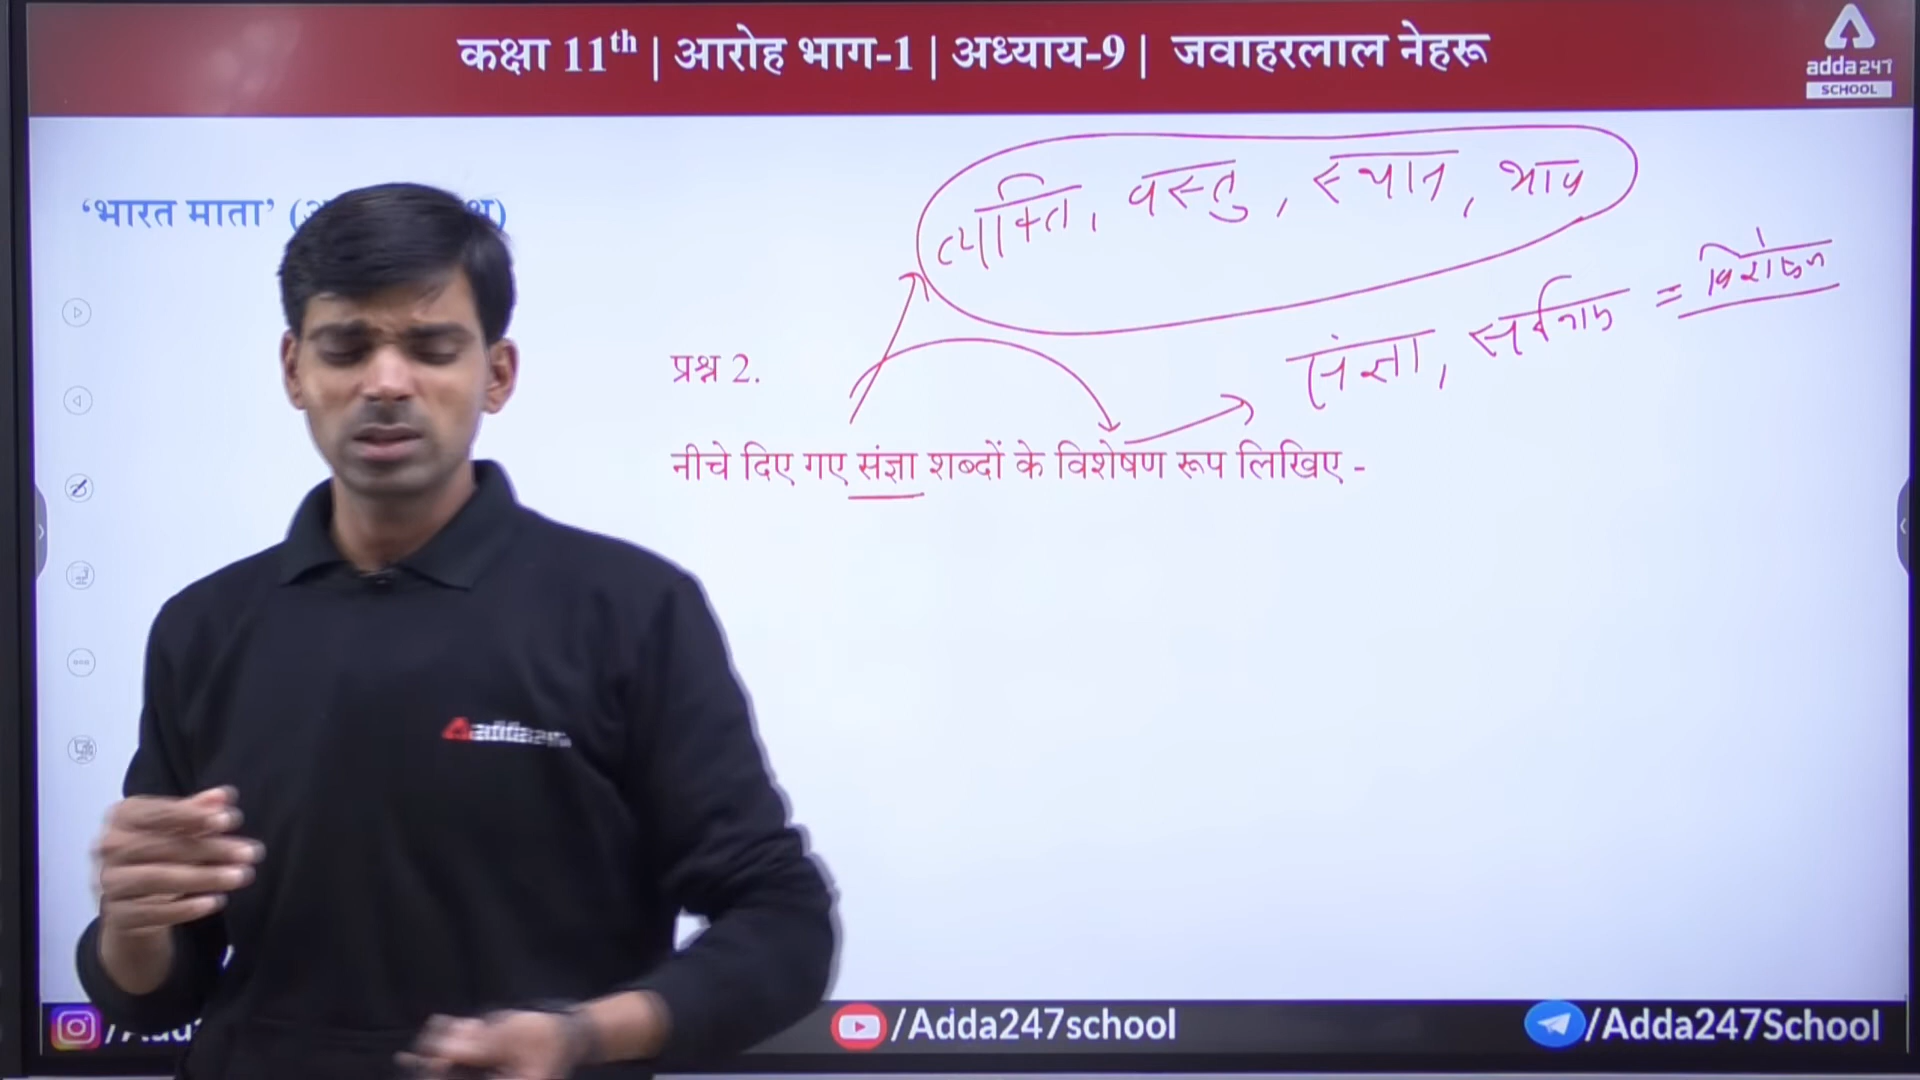 कक्षा 11th | आरोह भाग-1 | अध्याय-9 | जवाहरलाल नेहरू
adda247
SCHOOL
'भारत माता'
व्यक्ति, वस्तु, स्थान, भाव
संज्ञा, सर्वनाम = विशेषण
प्रश्न 2.
नीचे दिए गए संज्ञा शब्दों के विशेषण रूप लिखिए -
adda247
/Adda247school
/Adda247School